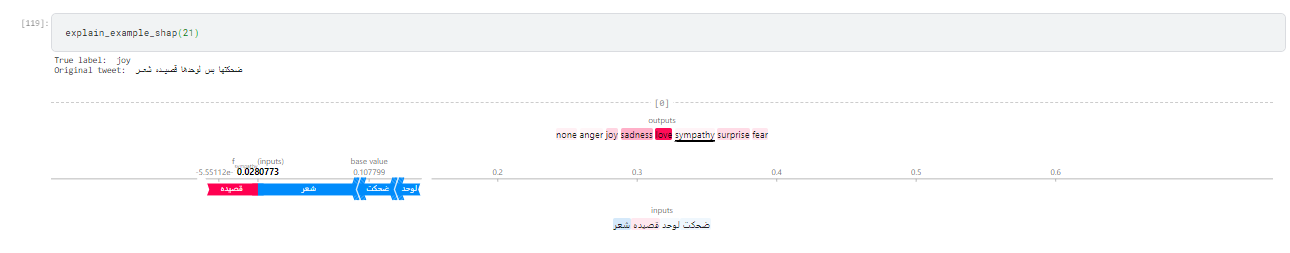 [119]:
explain_example_shap(21)
True label:  joy
Original tweet:  ضحكتها بس لوحدها قصيده شعر
[0]
outputs
none anger joy sadness love sympathy surprise fear
f sympathy(inputs) base value
-5.55112e- 0.0280773 0.107799 0.2 0.3 0.4 0.5 0.6
قصيده شعر ضحكت لوحد
inputs
ضحكت لوحد قصيده شعر